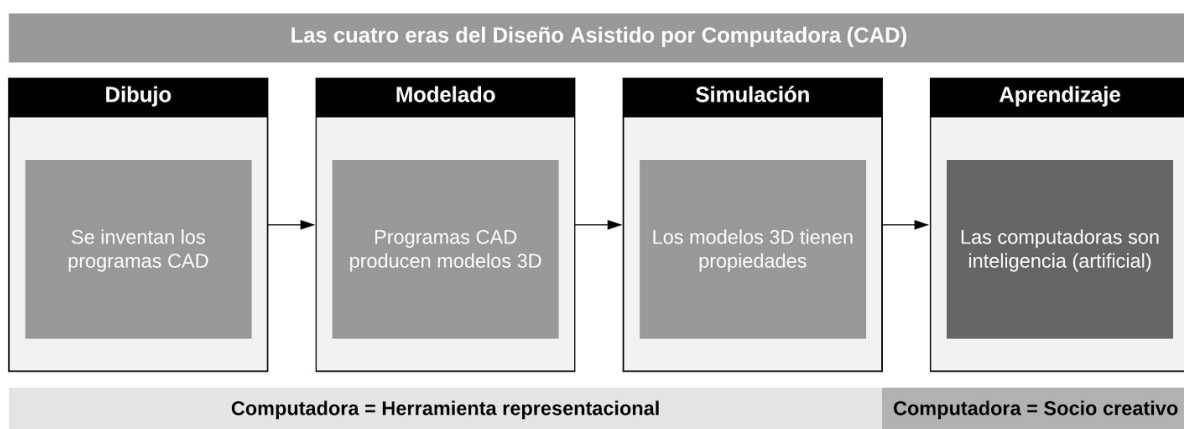 Las cuatro eras del Diseño Asistido por Computadora (CAD)
Dibujo
Modelado
Simulación
Aprendizaje
Se inventan los
programas CAD
Programas CAD
producen modelos 3D
Los modelos 3D tienen
propiedades
Las computadoras son
inteligencia (artificial)
Computadora = Herramienta representacional
Computadora = Socio creativo